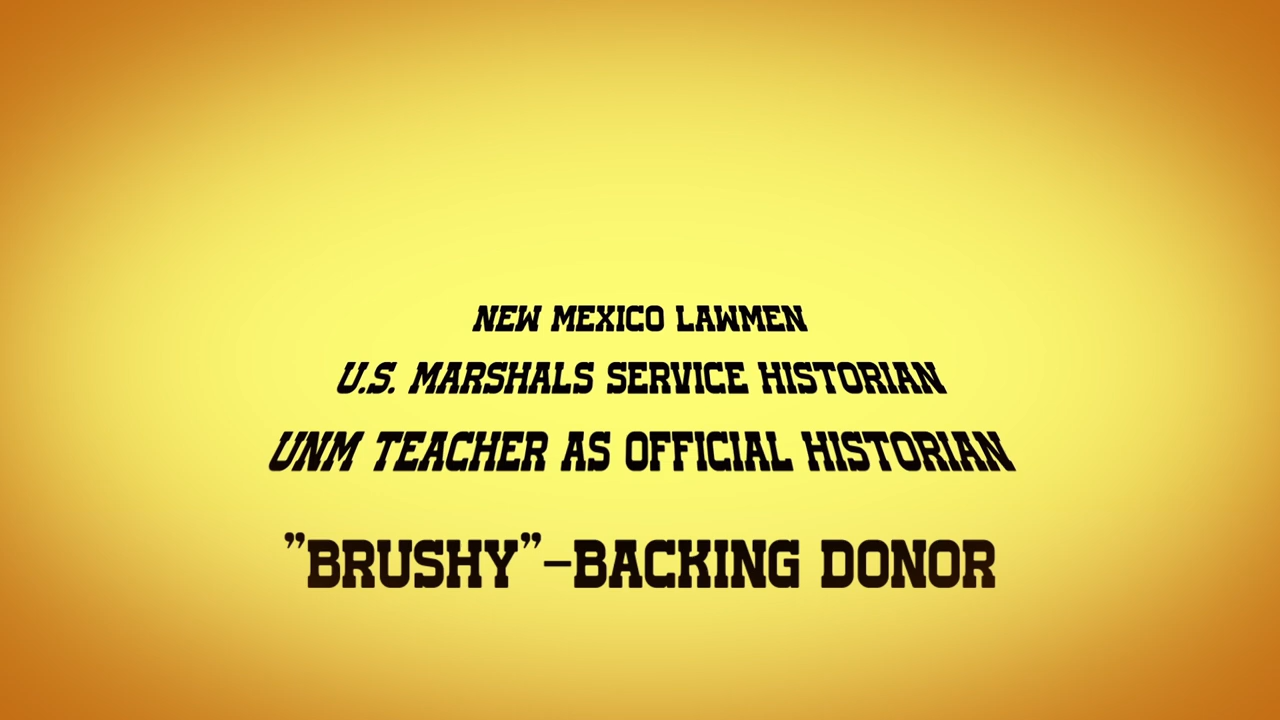 NEW MEXICO LAWMEN
U.S. MARSHALS SERVICE HISTORIAN
UNM TEACHER AS OFFICIAL HISTORIAN
”BRUSHY”–BACKING DONOR